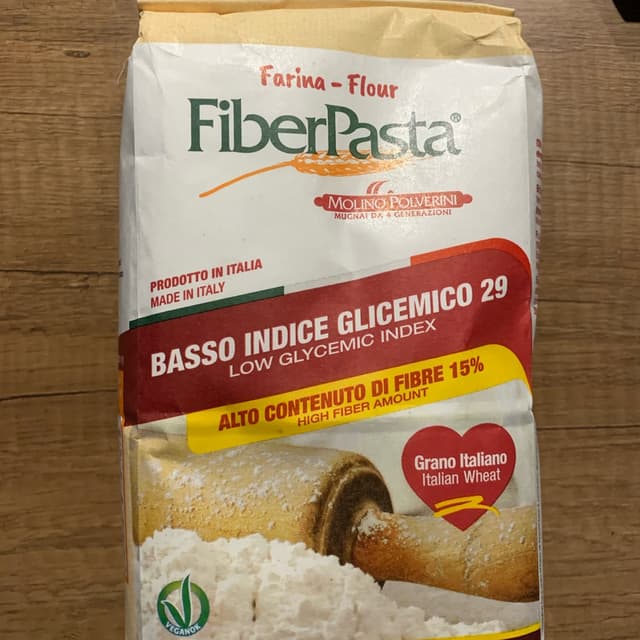 Farina - Flour
FiberPasta®
MOLINO POLVERINI
MUGNAI DA 4 GENERAZIONI
PRODOTTO IN ITALIA
MADE IN ITALY
BASSO INDICE GLICEMICO 29
LOW GLYCEMIC INDEX
ALTO CONTENUTO DI FIBRE 15%
HIGH FIBER AMOUNT
Grano Italiano
Italian Wheat
VEGANOK